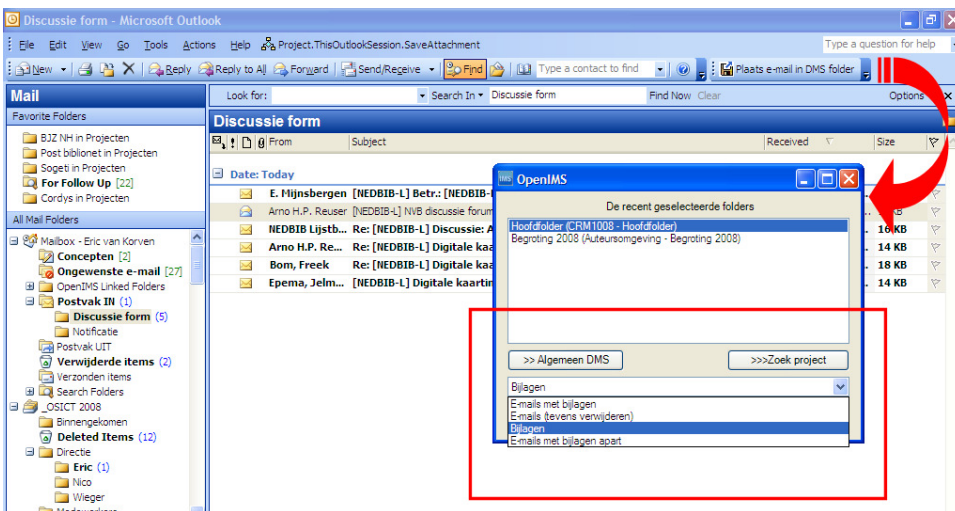 Discussie form - Microsoft Outlook
File Edit View Go Tools Actions Help Project.ThisOutlookSession.SaveAttachment Type a question for help
New Reply Reply to All Forward Send/Receive Find Type a contact to find Plaats e-mail in DMS folder
Mail
Look for: Search In Discussie form Find Now Clear Options
Favorite Folders
BJZ NH in Projecten
Post biblionet in Projecten
Sogeti in Projecten
For Follow Up [22]
Cordys in Projecten
All Mail Folders
Mailbox - Eric van Korven
Concepten [2]
Ongewenste e-mail [27]
OpenIMS Linked Folders
Postvak IN (1)
Discussie form (5)
Notificatie
Postvak UIT
Verwijderde items (2)
Verzonden items
Search Folders
_OSICT 2008
Binnengekomen
Deleted Items (12)
Directie
Eric (1)
Nico
Wieger
Medewerkers
Discussie form
From Subject Received Size
Date: Today
E. Mijnsbergen [NEDBIB-L] Betr.: [NEDBIB-
Arno H.P. Reuser [NEDBIB-L] NVB discussie forum
NEDBIB Lijstb... Re: [NEDBIB-L] Discussie: A 16 KB
Arno H.P. Re... Re: [NEDBIB-L] Digitale kaa 14 KB
Bom, Freek Re: [NEDBIB-L] Digitale kaa 18 KB
Epema, Jelm... [NEDBIB-L] Digitale kaartin 14 KB
IMS OpenIMS
De recent geselecteerde folders
Hoofdfolder (CRM1008 - Hoofdfolder)
Begroting 2008 (Auteursomgeving - Begroting 2008)
>> Algemeen DMS >>>Zoek project
Bijlagen
E-mails met bijlagen
E-mails (tevens verwijderen)
Bijlagen
E-mails met bijlagen apart